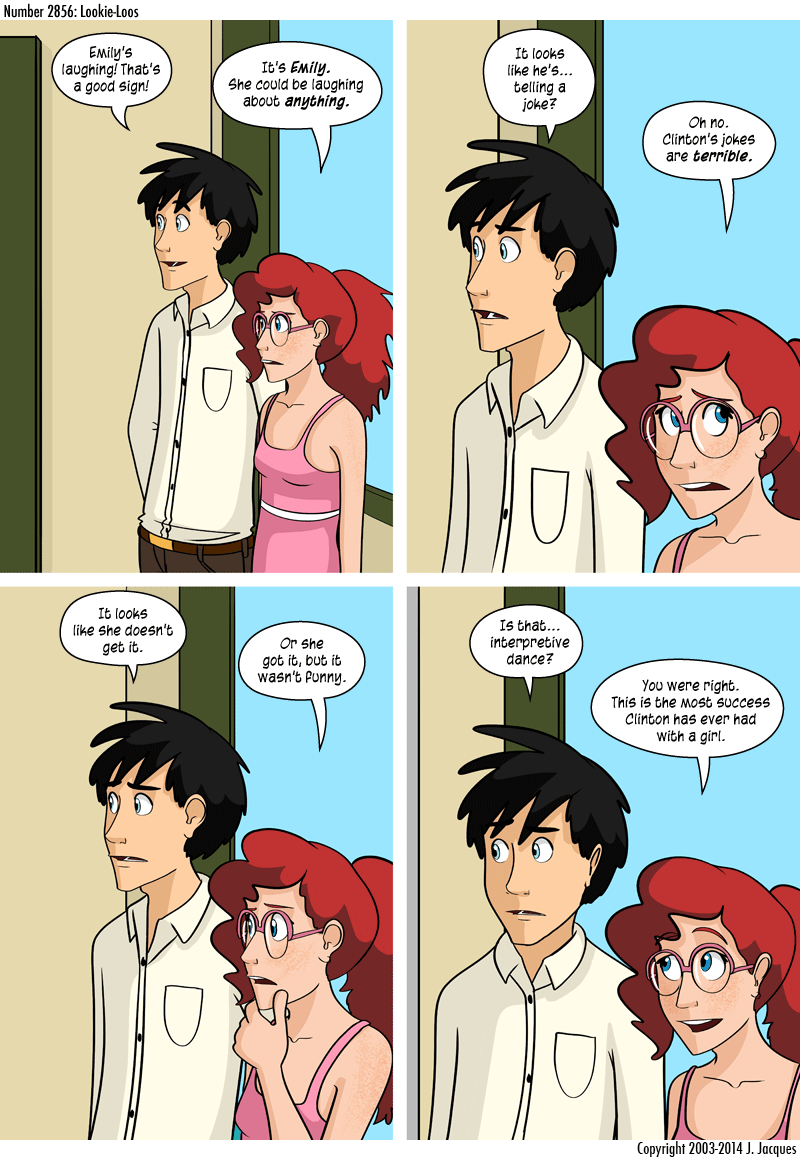 Number 2856: Lookie-Loos
Emily's
laughing! That's
a good sign!
It's Emily.
She could be laughing
about anything.
It looks
like he's...
telling a
joke?
Oh no.
Clinton's jokes
are terrible.
It looks
like she doesn't
get it.
Or she
got it, but it
wasn't funny.
Is that...
interpretive
dance?
You were right.
This is the most success
Clinton has ever had
with a girl.
Copyright 2003-2014 J. Jacques